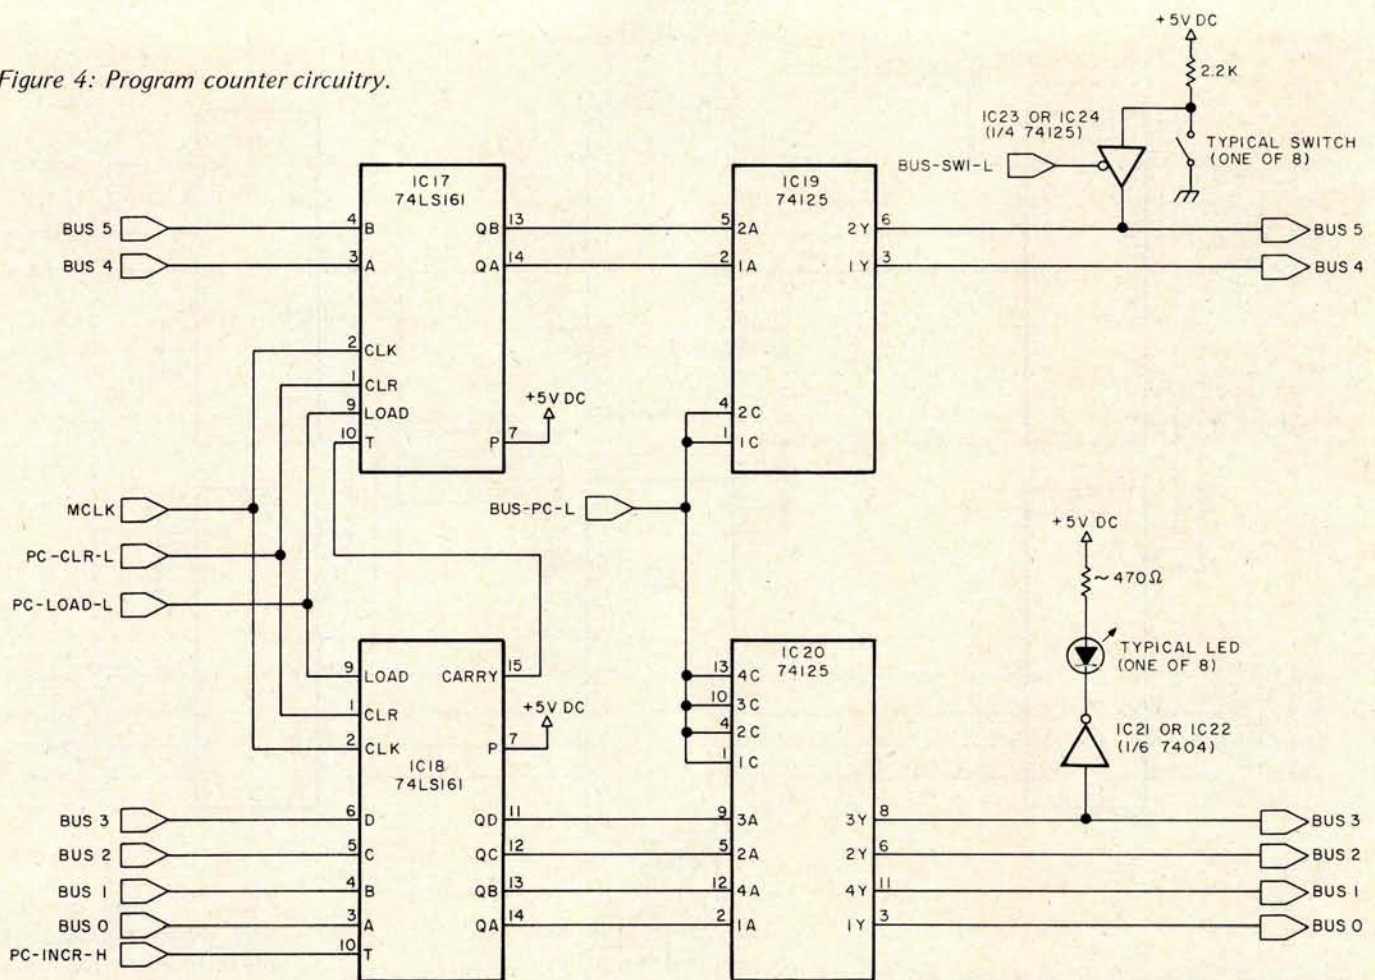 Figure 4: Program counter circuitry.
+5V DC
2.2K
IC23 OR IC24
(1/4 74125)
BUS-SWI-L
TYPICAL SWITCH
(ONE OF 8)
IC17
74LS161
IC19
74125
BUS 5
4
B
QB
13
5
2A
2Y
6
BUS 5
BUS 4
3
A
QA
14
2
1A
1Y
3
BUS 4
2
CLK
1
CLR
9
LOAD
10
T
+5V DC
P
7
4
2C
1
1C
MCLK
BUS-PC-L
PC-CLR-L
PC-LOAD-L
+5V DC
~470Ω
TYPICAL LED
(ONE OF 8)
IC21 OR IC22
(1/6 7404)
9
LOAD
CARRY
15
1
CLR
2
CLK
+5V DC
P
7
IC18
74LS161
IC20
74125
13
4C
10
3C
4
2C
1
1C
BUS 3
6
D
QD
11
9
3A
3Y
8
BUS 3
BUS 2
5
C
QC
12
5
2A
2Y
6
BUS 2
BUS 1
4
B
QB
13
12
4A
4Y
11
BUS 1
BUS 0
3
A
QA
14
2
1A
1Y
3
BUS 0
PC-INCR-H
10
T